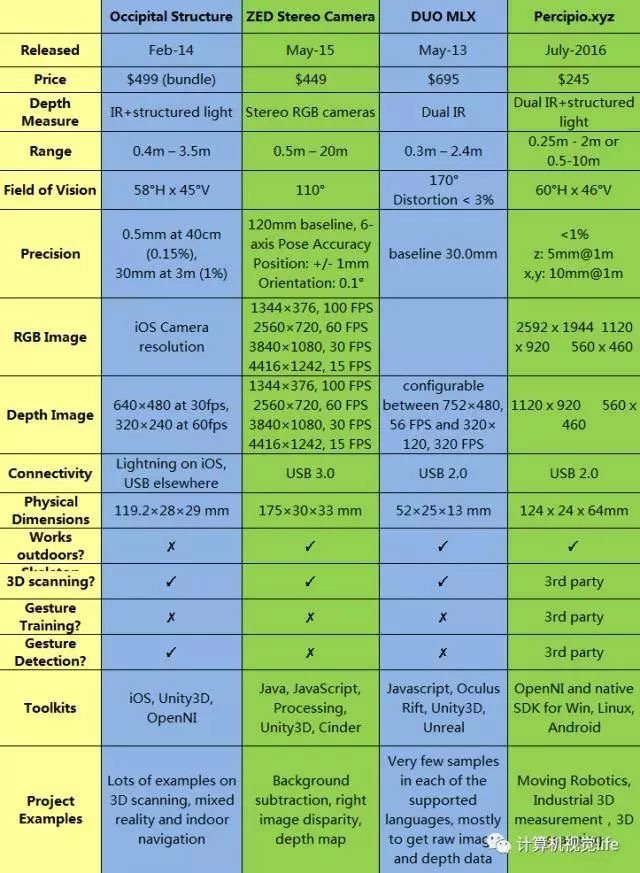 Occipital Structure ZED Stereo Camera DUO MLX Percipio.xyz
Released Feb-14 May-15 May-13 July-2016
Price $499 (bundle) $449 $695 $245
Depth Measure IR+structured light Stereo RGB cameras Dual IR Dual IR+structured light
Range 0.4m – 3.5m 0.5m – 20m 0.3m – 2.4m 0.25m - 2m or 0.5-10m
Field of Vision 58°H x 45°V 110° 170° Distortion < 3% 60°H x 46°V
Precision 0.5mm at 40cm (0.15%), 30mm at 3m (1%) 120mm baseline, 6-axis Pose Accuracy Position: +/- 1mm Orientation: 0.1° baseline 30.0mm <1% z: 5mm@1m x,y: 10mm@1m
RGB Image iOS Camera resolution 1344×376, 100 FPS 2560×720, 60 FPS 3840×1080, 30 FPS 4416×1242, 15 FPS 2592 x 1944 1120 x 920 560 x 460
Depth Image 640×480 at 30fps, 320×240 at 60fps 1344×376, 100 FPS 2560×720, 60 FPS 3840×1080, 30 FPS 4416×1242, 15 FPS configurable between 752×480, 56 FPS and 320×120, 320 FPS 1120 x 920 560 x 460
Connectivity Lightning on iOS, USB elsewhere USB 3.0 USB 2.0 USB 2.0
Physical Dimensions 119.2×28×29 mm 175×30×33 mm 52×25×13 mm 124 x 24 x 64mm
Works outdoors? ✗ ✓ ✓ ✓
3D scanning? ✓ ✓ ✓ 3rd party
Gesture Training? ✗ ✗ ✗ 3rd party
Gesture Detection? ✓ ✗ ✗ 3rd party
Toolkits iOS, Unity3D, OpenNI Java, JavaScript, Processing, Unity3D, Cinder Javascript, Oculus Rift, Unity3D, Unreal OpenNI and native SDK for Win, Linux, Android
Project Examples Lots of examples on 3D scanning, mixed reality and indoor navigation Background subtraction, right image disparity, depth map Very few samples in each of the supported languages, mostly to get raw image and depth data Moving Robotics, Industrial 3D measurement，3D
计算机视觉life